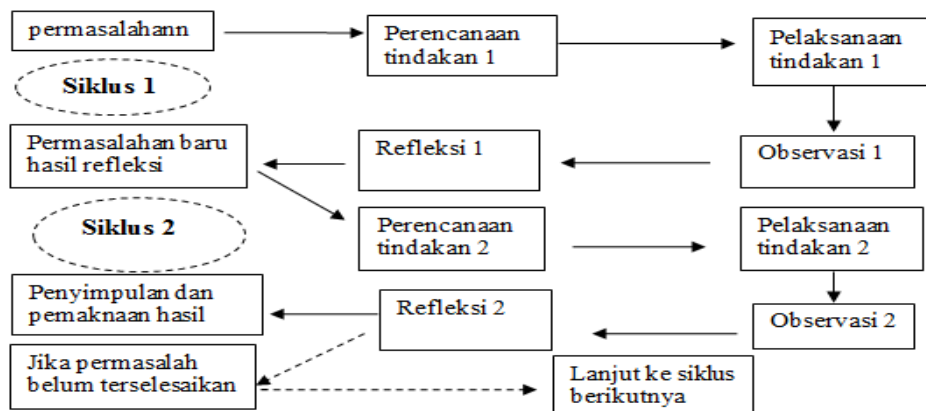 permasalahann
Perencanaan
tindakan 1
Pelaksanaan
tindakan 1
Siklus 1
Permasalahan baru
hasil refleksi
Refleksi 1
Observasi 1
Siklus 2
Perencanaan
tindakan 2
Pelaksanaan
tindakan 2
Penyimpulan dan
pemaknaan hasil
Refleksi 2
Observasi 2
Jika permasalah
belum terselesaikan
Lanjut ke siklus
berikutnya